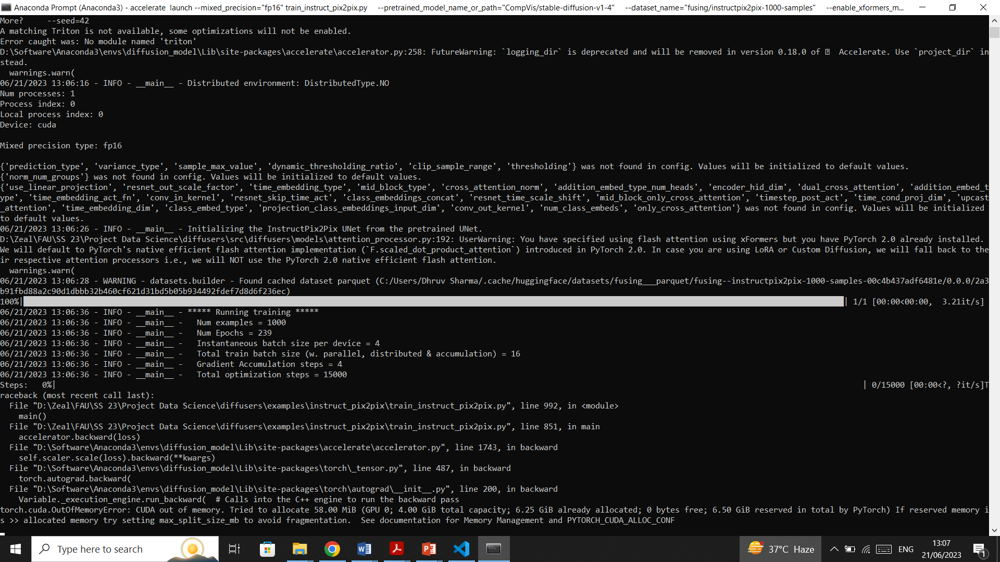 Anaconda Prompt (Anaconda3) - accelerate  launch --mixed_precision="fp16" train_instruct_pix2pix.py     --pretrained_model_name_or_path="CompVis/stable-diffusion-v1-4"     --dataset_name="fusing/instructpix2pix-1000-samples"     --enable_xformers_m...
More?     --seed=42
A matching Triton is not available, some optimizations will not be enabled.
Error caught was: No module named 'triton'
D:\Software\Anaconda3\envs\diffusion_model\Lib\site-packages\accelerate\accelerator.py:258: FutureWarning: `logging_dir` is deprecated and will be removed in version 0.18.0 of   Accelerate. Use `project_dir` in
stead.
  warnings.warn(
06/21/2023 13:06:16 - INFO - __main__ - Distributed environment: DistributedType.NO
Num processes: 1
Process index: 0
Local process index: 0
Device: cuda
Mixed precision type: fp16
{'prediction_type', 'variance_type', 'sample_max_value', 'dynamic_thresholding_ratio', 'clip_sample_range', 'thresholding'} was not found in config. Values will be initialized to default values.
{'norm_num_groups'} was not found in config. Values will be initialized to default values.
{'use_linear_projection', 'resnet_out_scale_factor', 'time_embedding_type', 'mid_block_type', 'cross_attention_norm', 'addition_embed_type_num_heads', 'encoder_hid_dim', 'dual_cross_attention', 'addition_embed_t
ype', 'time_embedding_act_fn', 'conv_in_kernel', 'resnet_skip_time_act', 'class_embeddings_concat', 'resnet_time_scale_shift', 'mid_block_only_cross_attention', 'timestep_post_act', 'time_cond_proj_dim', 'upcast
_attention', 'time_embedding_dim', 'class_embed_type', 'projection_class_embeddings_input_dim', 'conv_out_kernel', 'num_class_embeds', 'only_cross_attention'} was not found in config. Values will be initialized
to default values.
06/21/2023 13:06:26 - INFO - __main__ - Initializing the InstructPix2Pix UNet from the pretrained UNet.
D:\Zeal\FAU\SS 23\Project Data Science\diffusers\src\diffusers\models\attention_processor.py:192: UserWarning: You have specified using flash attention using xFormers but you have PyTorch 2.0 already installed.
We will default to PyTorch's native efficient flash attention implementation (`F.scaled_dot_product_attention`) introduced in PyTorch 2.0. In case you are using LoRA or Custom Diffusion, we will fall back to the
ir respective attention processors i.e., we will NOT use the PyTorch 2.0 native efficient flash attention.
  warnings.warn(
06/21/2023 13:06:28 - WARNING - datasets.builder - Found cached dataset parquet (C:/Users/Dhruv Sharma/.cache/huggingface/datasets/fusing___parquet/fusing--instructpix2pix-1000-samples-00c4b437adf6481e/0.0.0/2a3
b91fbd88a2c90d1dbbb32b460cf621d31bd5b05b934492fdef7d8d6f236ec)
100%|| 1/1 [00:00<00:00,  3.21it/s]
06/21/2023 13:06:36 - INFO - __main__ - ***** Running training *****
06/21/2023 13:06:36 - INFO - __main__ -   Num examples = 1000
06/21/2023 13:06:36 - INFO - __main__ -   Num Epochs = 239
06/21/2023 13:06:36 - INFO - __main__ -   Instantaneous batch size per device = 4
06/21/2023 13:06:36 - INFO - __main__ -   Total train batch size (w. parallel, distributed & accumulation) = 16
06/21/2023 13:06:36 - INFO - __main__ -   Gradient Accumulation steps = 4
06/21/2023 13:06:36 - INFO - __main__ -   Total optimization steps = 15000
Steps:   0%| | 0/15000 [00:00<?, ?it/s]T
raceback (most recent call last):
  File "D:\Zeal\FAU\SS 23\Project Data Science\diffusers\examples\instruct_pix2pix\train_instruct_pix2pix.py", line 992, in <module>
    main()
  File "D:\Zeal\FAU\SS 23\Project Data Science\diffusers\examples\instruct_pix2pix\train_instruct_pix2pix.py", line 851, in main
    accelerator.backward(loss)
  File "D:\Software\Anaconda3\envs\diffusion_model\Lib\site-packages\accelerate\accelerator.py", line 1743, in backward
    self.scaler.scale(loss).backward(**kwargs)
  File "D:\Software\Anaconda3\envs\diffusion_model\Lib\site-packages\torch\_tensor.py", line 487, in backward
    torch.autograd.backward(
  File "D:\Software\Anaconda3\envs\diffusion_model\Lib\site-packages\torch\autograd\__init__.py", line 200, in backward
    Variable._execution_engine.run_backward(  # Calls into the C++ engine to run the backward pass
torch.cuda.OutOfMemoryError: CUDA out of memory. Tried to allocate 58.00 MiB (GPU 0; 4.00 GiB total capacity; 6.25 GiB already allocated; 0 bytes free; 6.50 GiB reserved in total by PyTorch) If reserved memory i
s >> allocated memory try setting max_split_size_mb to avoid fragmentation.  See documentation for Memory Management and PYTORCH_CUDA_ALLOC_CONF
Type here to search
37°C  Haze
ENG
13:07
21/06/2023
1